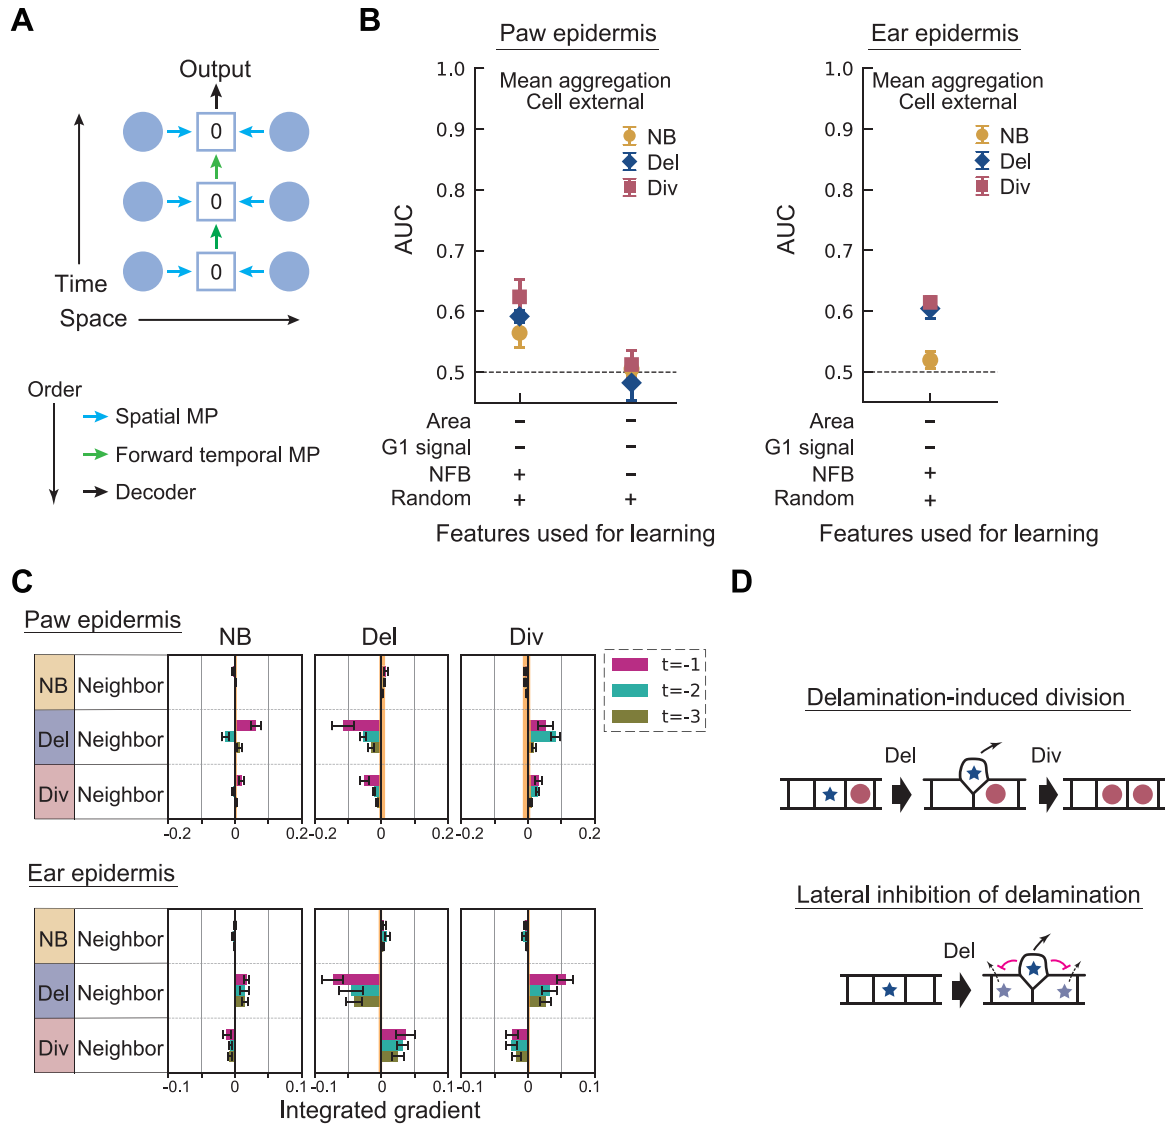 A
Output
0
0
0
Time
Space
Order
Spatial MP
Forward temporal MP
Decoder
B
Paw epidermis
Mean aggregation
Cell external
NB
Del
Div
AUC
1.0
0.9
0.8
0.7
0.6
0.5
Area - -
G1 signal - -
NFB + -
Random + +
Features used for learning
Ear epidermis
Mean aggregation
Cell external
NB
Del
Div
AUC
1.0
0.9
0.8
0.7
0.6
0.5
Area -
G1 signal -
NFB +
Random +
Features used for learning
C
Paw epidermis
NB Del Div
NB Neighbor
Del Neighbor
Div Neighbor
-0.2 0 0.2 -0.2 0 0.2 0 0.2
t=-1
t=-2
t=-3
Ear epidermis
NB Neighbor
Del Neighbor
Div Neighbor
-0.1 0 0.1 -0.1 0 0.1 0 0.1
Integrated gradient
D
Delamination-induced division
Del Div
Lateral inhibition of delamination
Del